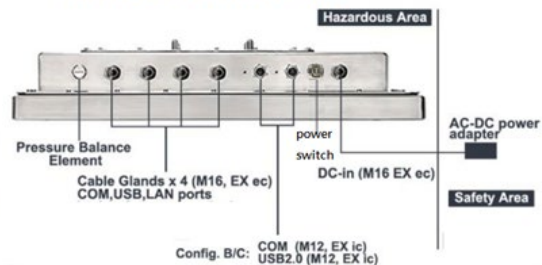 Hazardous Area
Pressure Balance
Element
Cable Glands x 4 (M16, EX ec)
COM,USB,LAN ports
power
switch
DC-in (M16 EX ec)
AC-DC power
adapter
Safety Area
Config. B/C: COM (M12, EX ic)
USB2.0 (M12, EX ic)